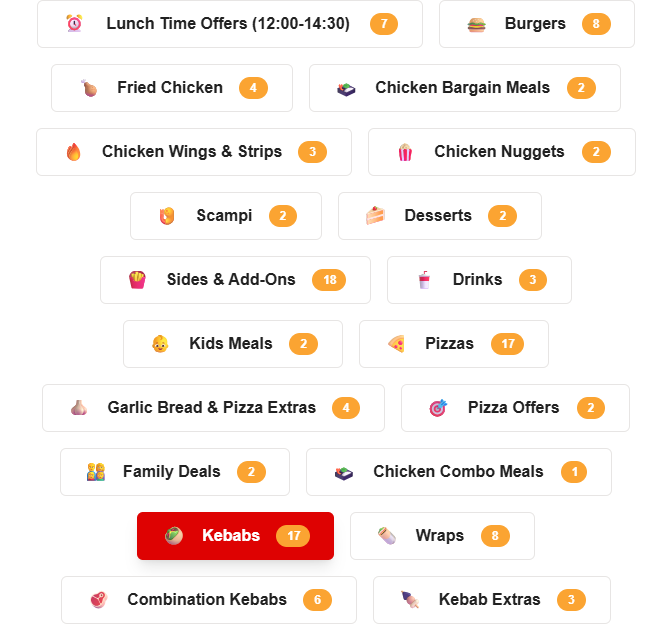 Lunch Time Offers (12:00-14:30) 7 Burgers 8
Fried Chicken 4 Chicken Bargain Meals 2
Chicken Wings & Strips 3 Chicken Nuggets 2
Scampi 2 Desserts 2
Sides & Add-Ons 18 Drinks 3
Kids Meals 2 Pizzas 17
Garlic Bread & Pizza Extras 4 Pizza Offers 2
Family Deals 2 Chicken Combo Meals 1
Kebabs 17 Wraps 8
Combination Kebabs 6 Kebab Extras 3